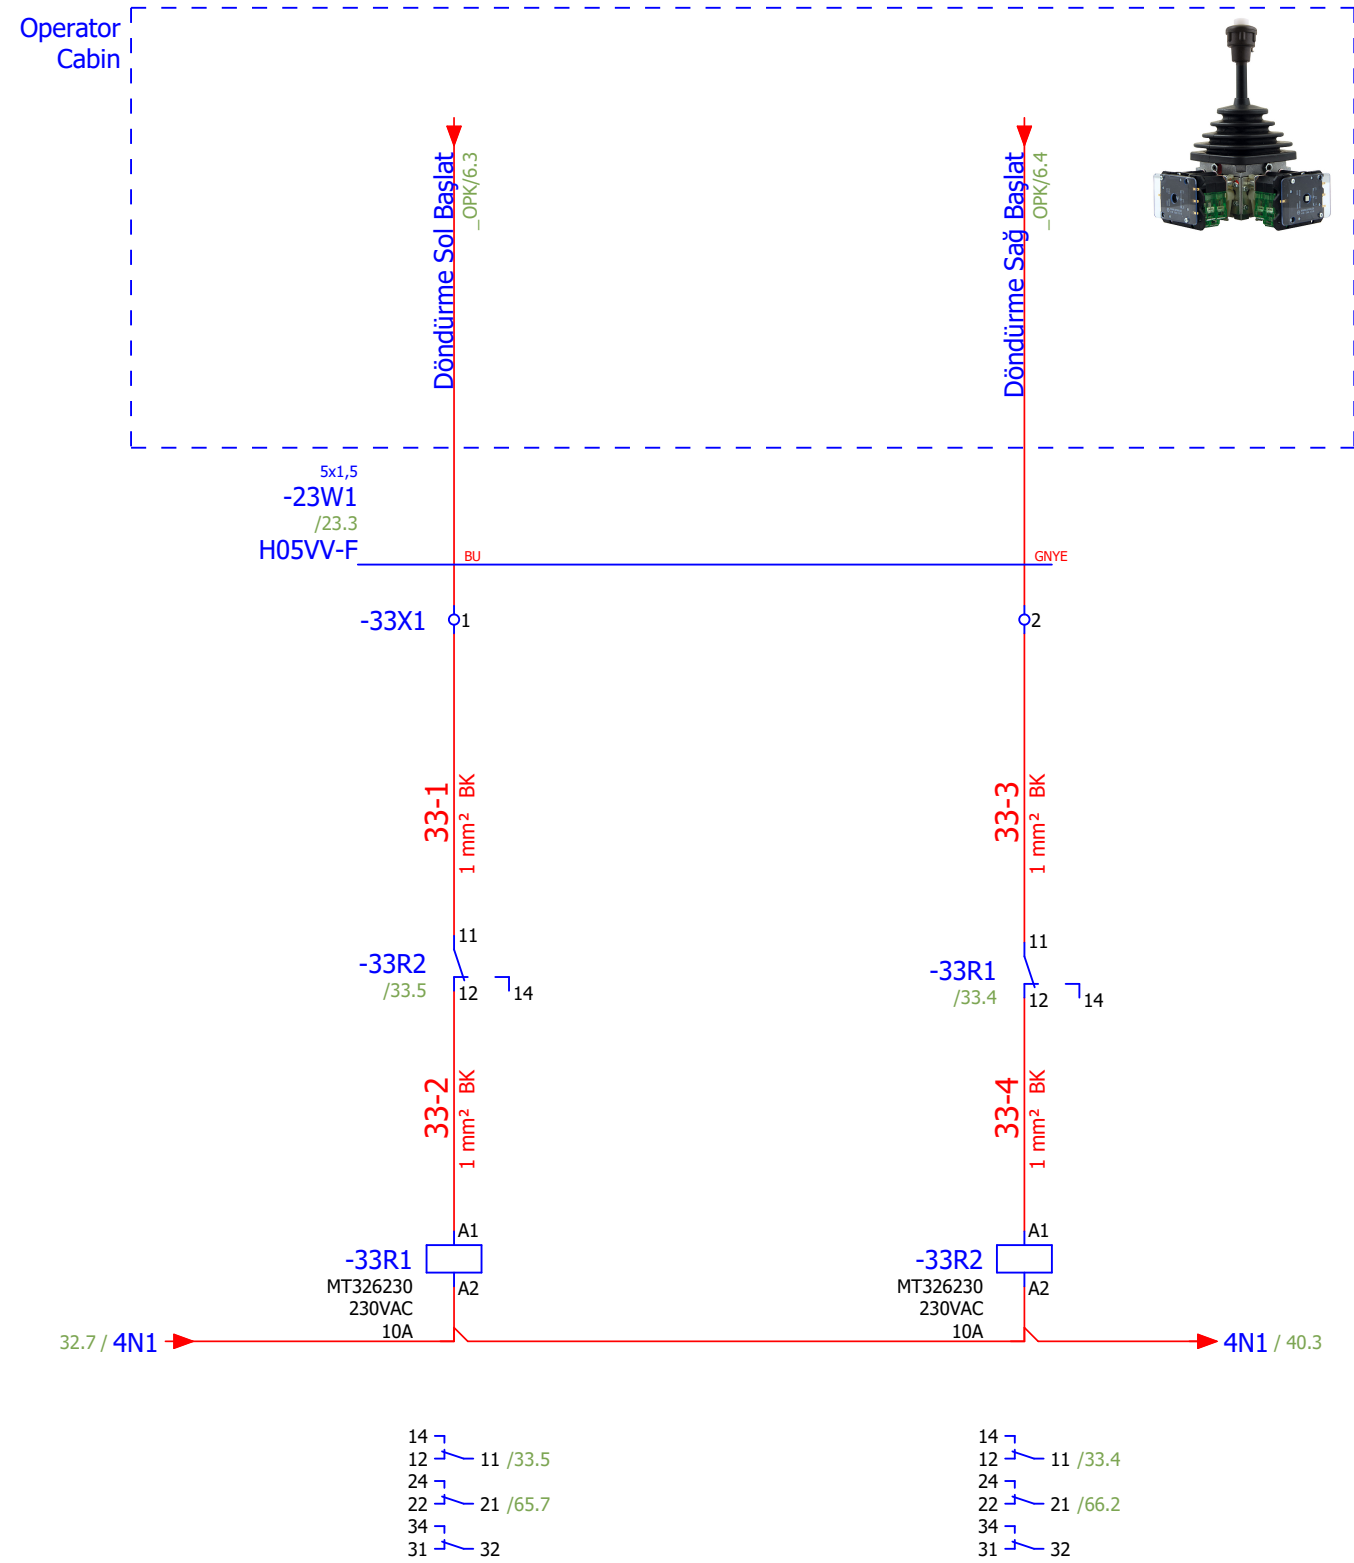 Operator
Cabin
Döndürme Sol Başlat
_OPK/6.3
Döndürme Sağ Başlat
_OPK/6.4
5x1,5
-23W1
/23.3
H05VV-F
BU
GNYE
-33X1
1
2
33-1
1 mm² BK
33-3
1 mm² BK
11
-33R2
/33.5
12
14
11
-33R1
/33.4
12
14
33-2
1 mm² BK
33-4
1 mm² BK
A1
-33R1
MT326230
230VAC
10A
A2
A1
-33R2
MT326230
230VAC
10A
A2
32.7 / 4N1
4N1 / 40.3
14
12 11 /33.5
24
22 21 /65.7
34
31 32
14
12 11 /33.4
24
22 21 /66.2
34
31 32